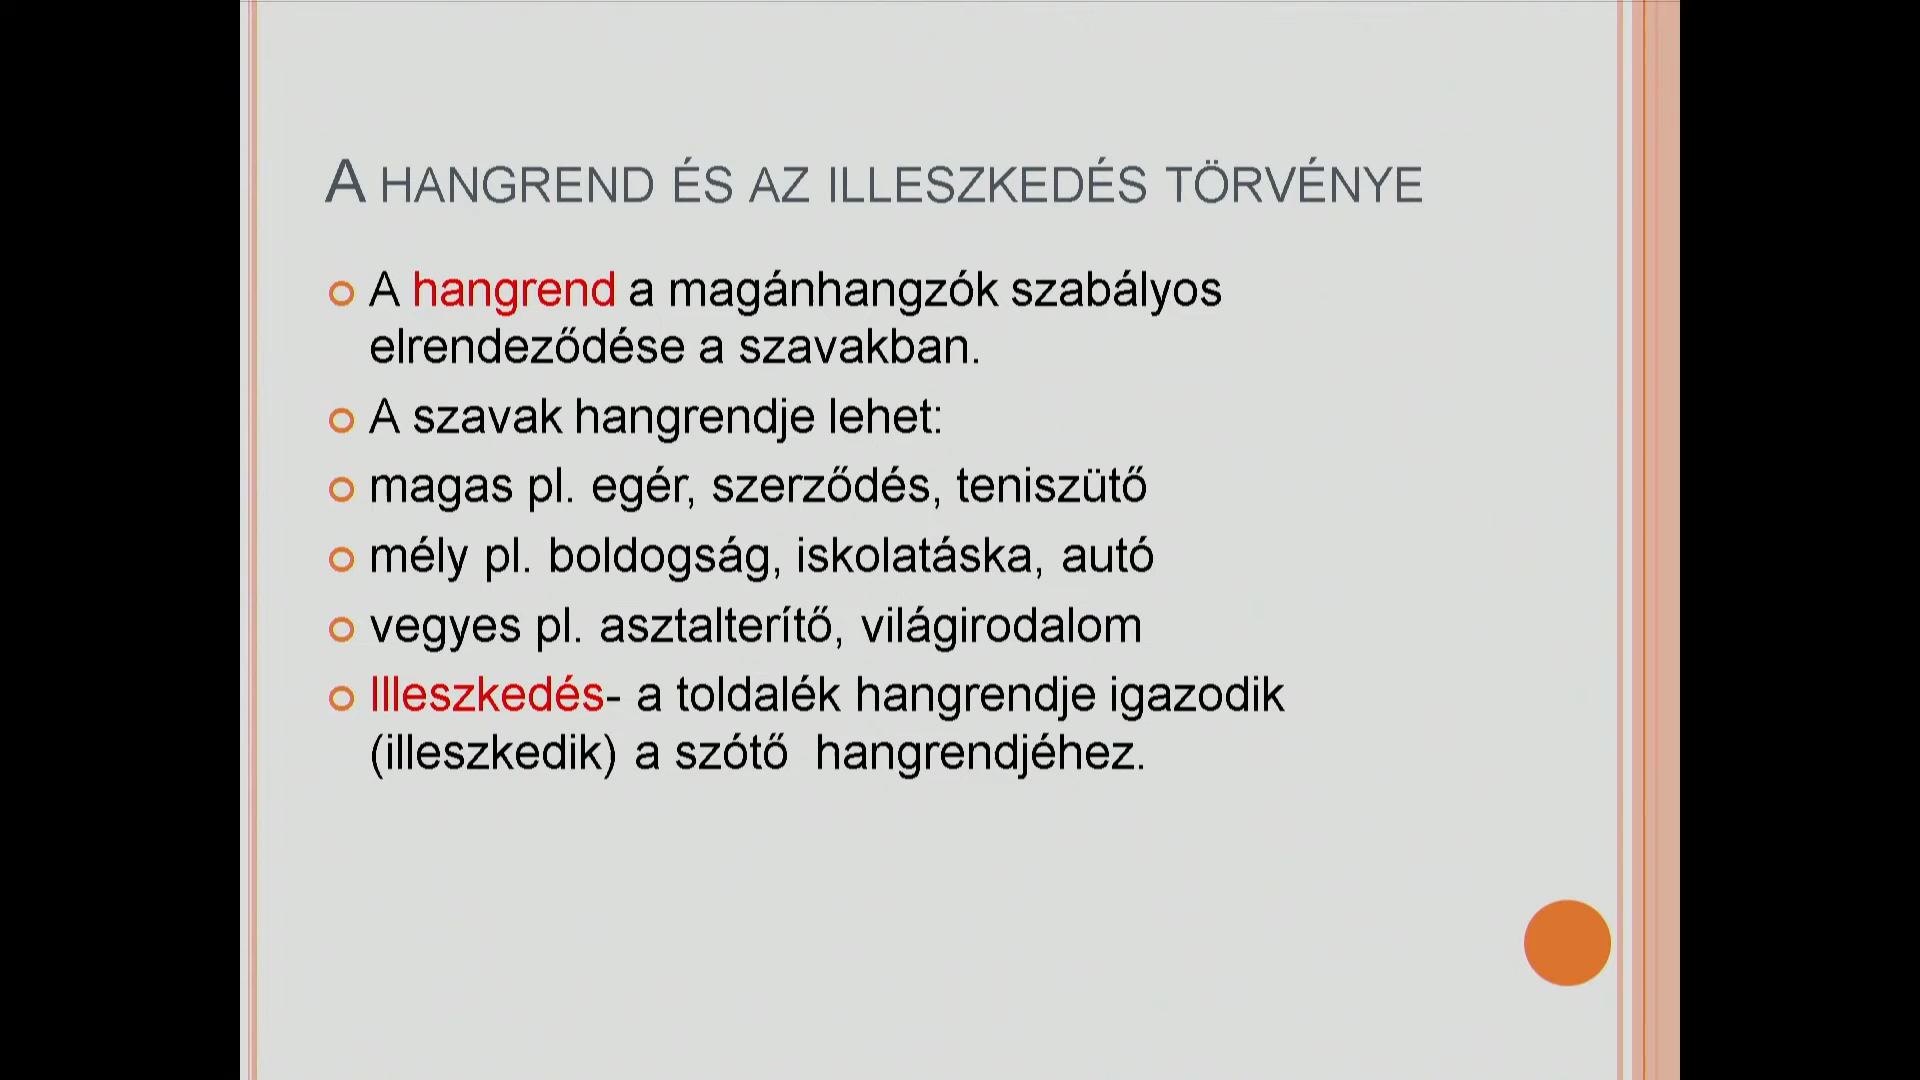 A HANGREND ÉS AZ ILLESZKEDÉS TÖRVÉNYE
A hangrend a magánhangzók szabályos
elrendeződése a szavakban.
A szavak hangrendje lehet:
magas pl. egér, szerződés, teniszütő
mély pl. boldogság, iskolatáska, autó
vegyes pl. asztalterítő, világirodalom
Illeszkedés- a toldalék hangrendje igazodik
(illeszkedik) a szótő  hangrendjéhez.